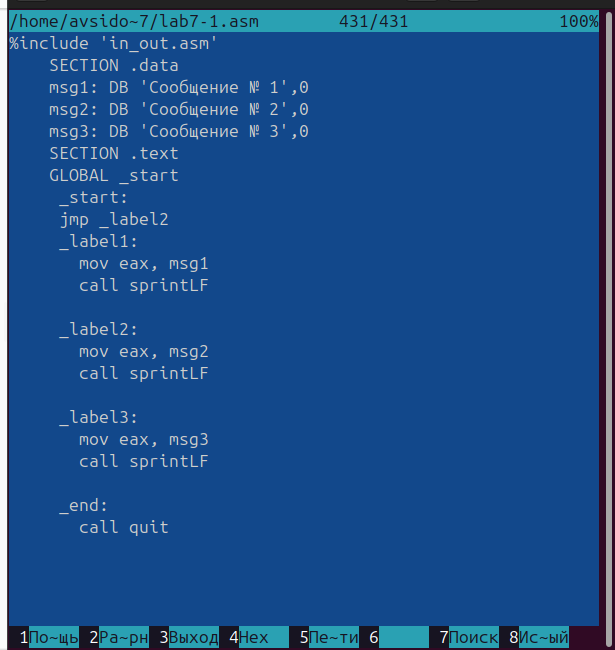 /home/avsido~7/lab7-1.asm 431/431 100%
%include 'in_out.asm'
SECTION .data
msg1: DB 'Сообщение № 1',0
msg2: DB 'Сообщение № 2',0
msg3: DB 'Сообщение № 3',0
SECTION .text
GLOBAL _start
_start:
jmp _label2
_label1:
mov eax, msg1
call sprintLF
_label2:
mov eax, msg2
call sprintLF
_label3:
mov eax, msg3
call sprintLF
_end:
call quit
1По~щь 2Ра~рн 3Выход 4Hex 5Пе~ти 6 7Поиск 8Ис~ый